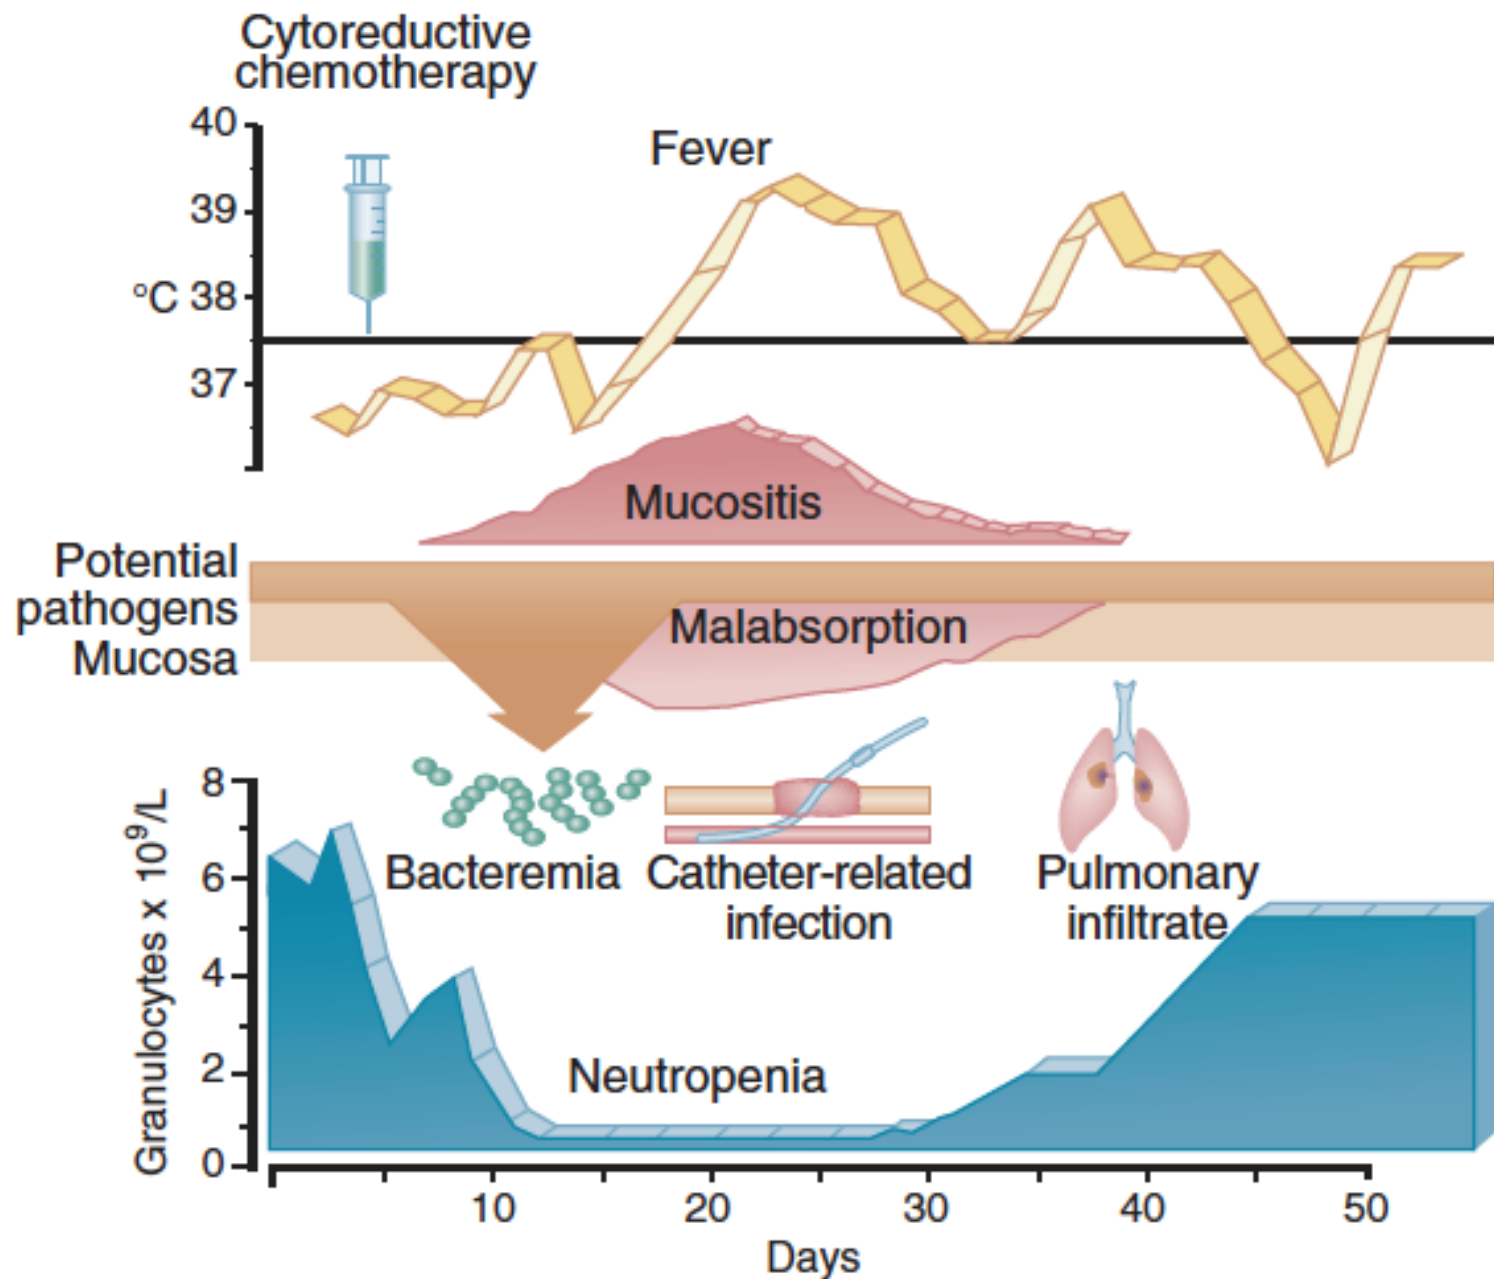 Cytoreductive
chemotherapy
40
39
°C 38
37
Fever
Mucositis
Potential
pathogens
Mucosa
Malabsorption
Bacteremia
Catheter-related
infection
Pulmonary
infiltrate
Granulocytes x 10⁹/L
8
6
4
2
0
Neutropenia
10 20 30 40 50
Days